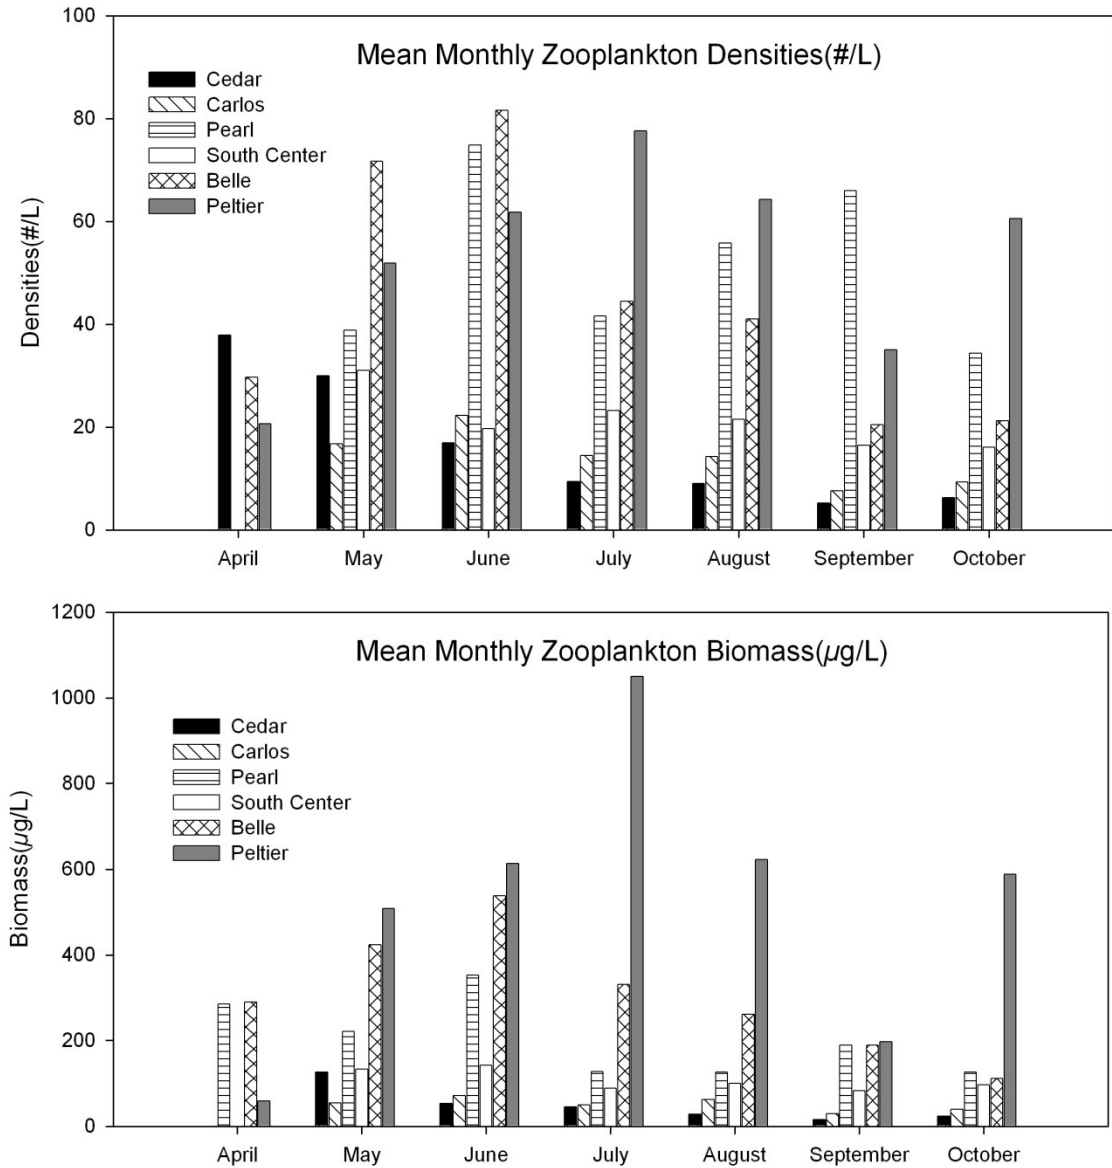 Mean Monthly Zooplankton Densities(#/L)
Cedar
Carlos
Pearl
South Center
Belle
Peltier
Densities(#/L)
100
80
60
40
20
0
April May June July August September October
Mean Monthly Zooplankton Biomass(µg/L)
Cedar
Carlos
Pearl
South Center
Belle
Peltier
Biomass(µg/L)
1200
1000
800
600
400
200
0
April May June July August September October